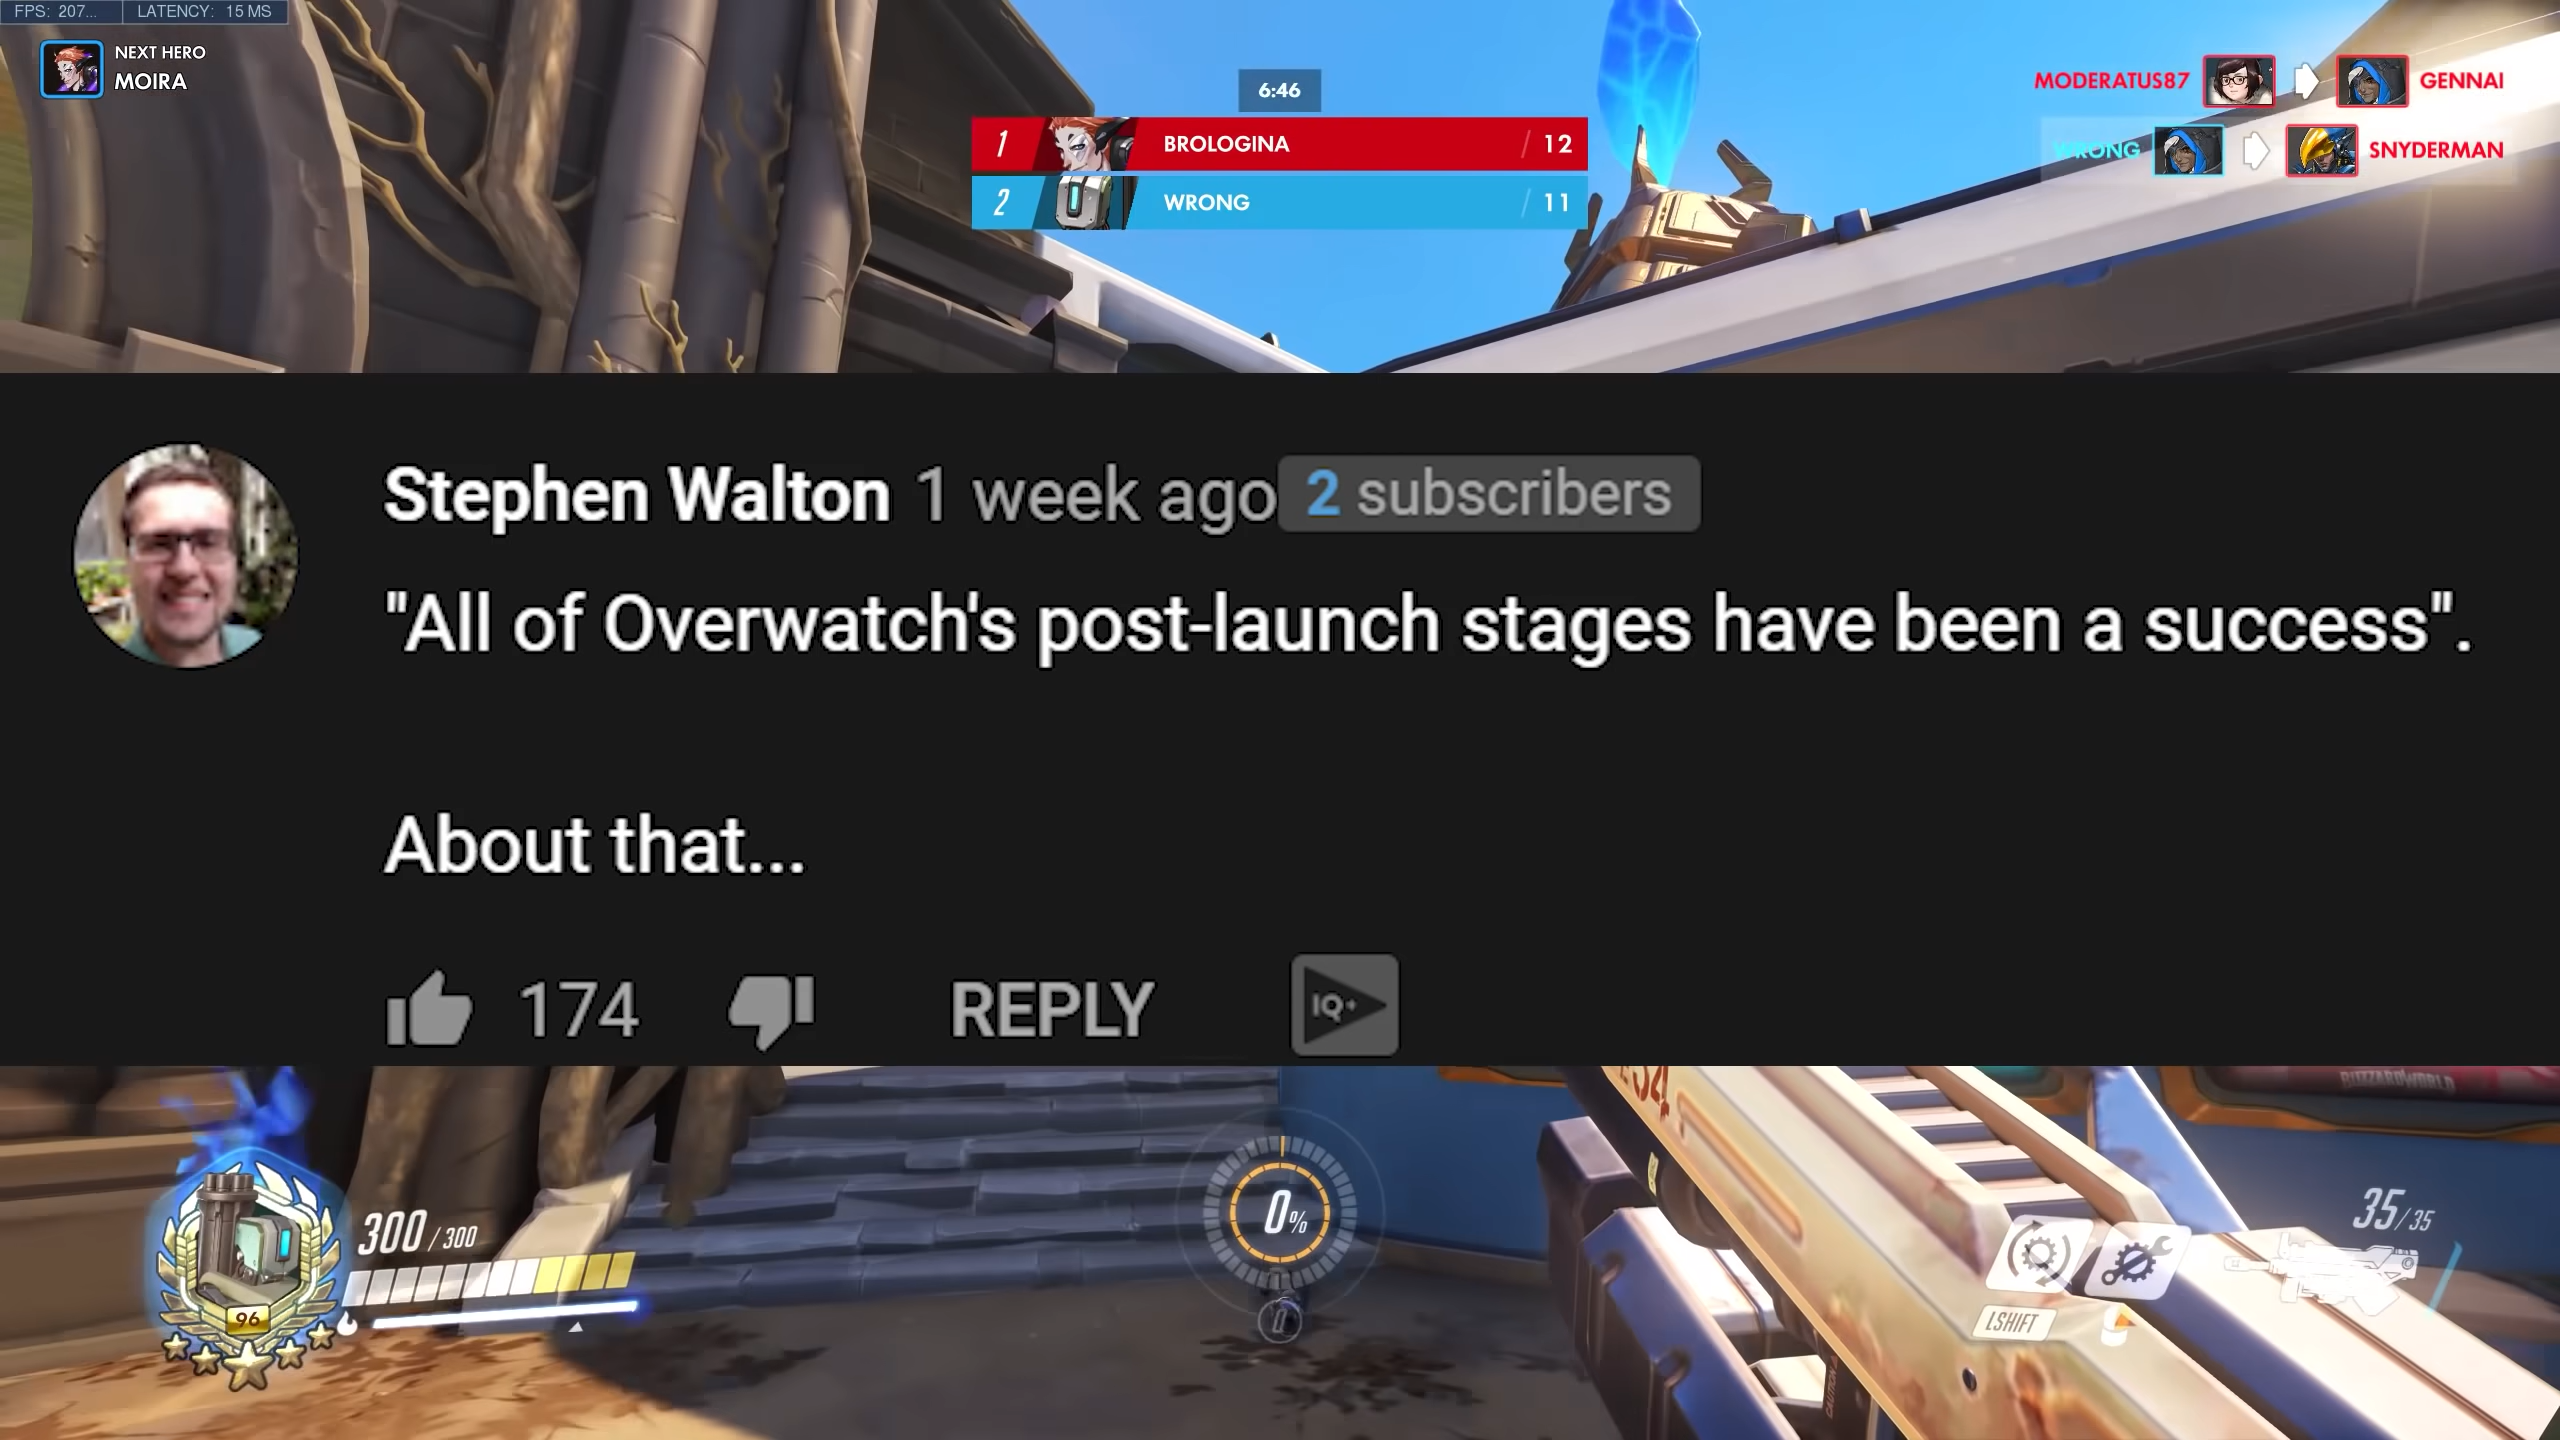 FPS: 207... LATENCY: 15 MS
NEXT HERO
MOIRA
6:46
1 BROLOGINA / 12
2 WRONG / 11
MODERATUS87 GENNAI
WRONG SNYDERMAN
Stephen Walton 1 week ago 2 subscribers
"All of Overwatch's post-launch stages have been a success".
About that...
174 REPLY IQ+
BLIZZARDWORLD
300 / 300
96
0%
35/35
LSHIFT